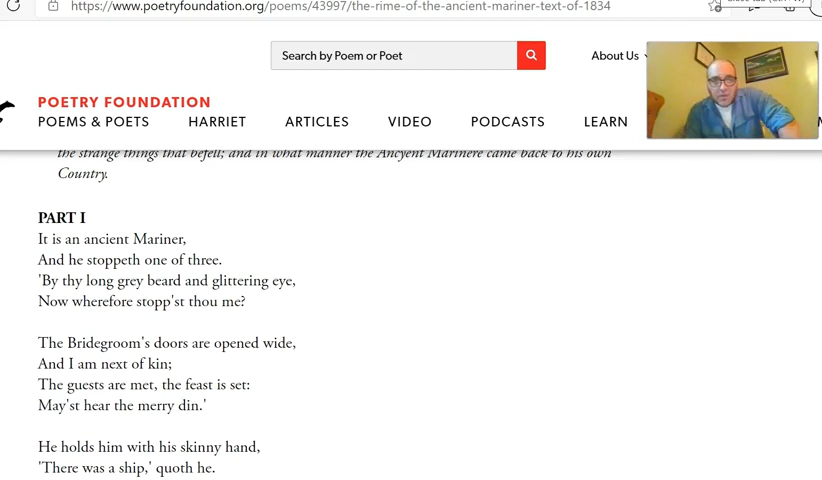 https://www.poetryfoundation.org/poems/43997/the-rime-of-the-ancient-mariner-text-of-1834
Search by Poem or Poet
About Us
POETRY FOUNDATION
POEMS & POETS HARRIET ARTICLES VIDEO PODCASTS LEARN M
the strange things that befell; and in what manner the Ancyent Marinere came back to his own
Country.
PART I
It is an ancient Mariner,
And he stoppeth one of three.
'By thy long grey beard and glittering eye,
Now wherefore stopp'st thou me?
The Bridegroom's doors are opened wide,
And I am next of kin;
The guests are met, the feast is set:
May'st hear the merry din.'
He holds him with his skinny hand,
'There was a ship,' quoth he.